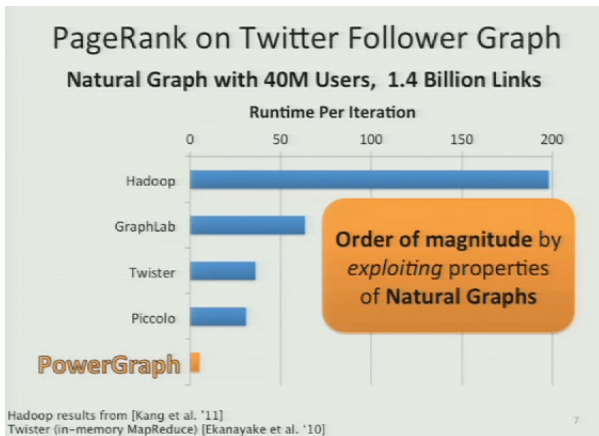 PageRank on Twitter Follower Graph
Natural Graph with 40M Users, 1.4 Billion Links
Runtime Per Iteration
0 50 100 150 200
Hadoop
GraphLab
Twister
Piccolo
PowerGraph
Order of magnitude by
exploiting properties
of Natural Graphs
Hadoop results from [Kang et al. '11]
Twister (in-memory MapReduce) [Ekanayake et al. '10]
7